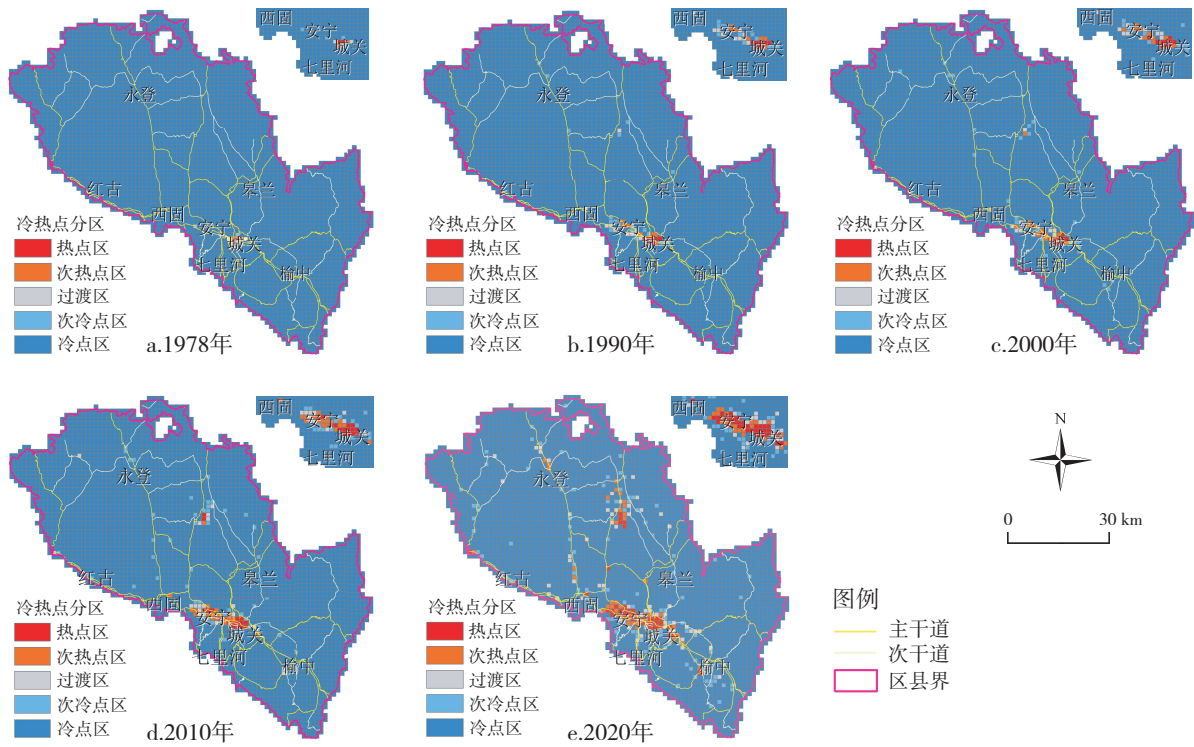 西固
安宁
城关
七里河
永登
红古
皋兰
西固
安宁
城关
七里河
榆中
冷热点分区
热点区
次热点区
过渡区
次冷点区
冷点区
a.1978年
西固
安宁
城关
七里河
永登
红古
皋兰
西固
安宁
城关
七里河
榆中
冷热点分区
热点区
次热点区
过渡区
次冷点区
冷点区
b.1990年
西固
安宁
城关
七里河
永登
红古
皋兰
西固
安宁
城关
七里河
榆中
冷热点分区
热点区
次热点区
过渡区
次冷点区
冷点区
c.2000年
西固
安宁
城关
七里河
永登
红古
皋兰
西固
安宁
城关
七里河
榆中
冷热点分区
热点区
次热点区
过渡区
次冷点区
冷点区
d.2010年
西固
安宁
城关
七里河
永登
红古
皋兰
西固
安宁
城关
七里河
榆中
冷热点分区
热点区
次热点区
过渡区
次冷点区
冷点区
e.2020年
N
0 30 km
图例
主干道
次干道
区县界